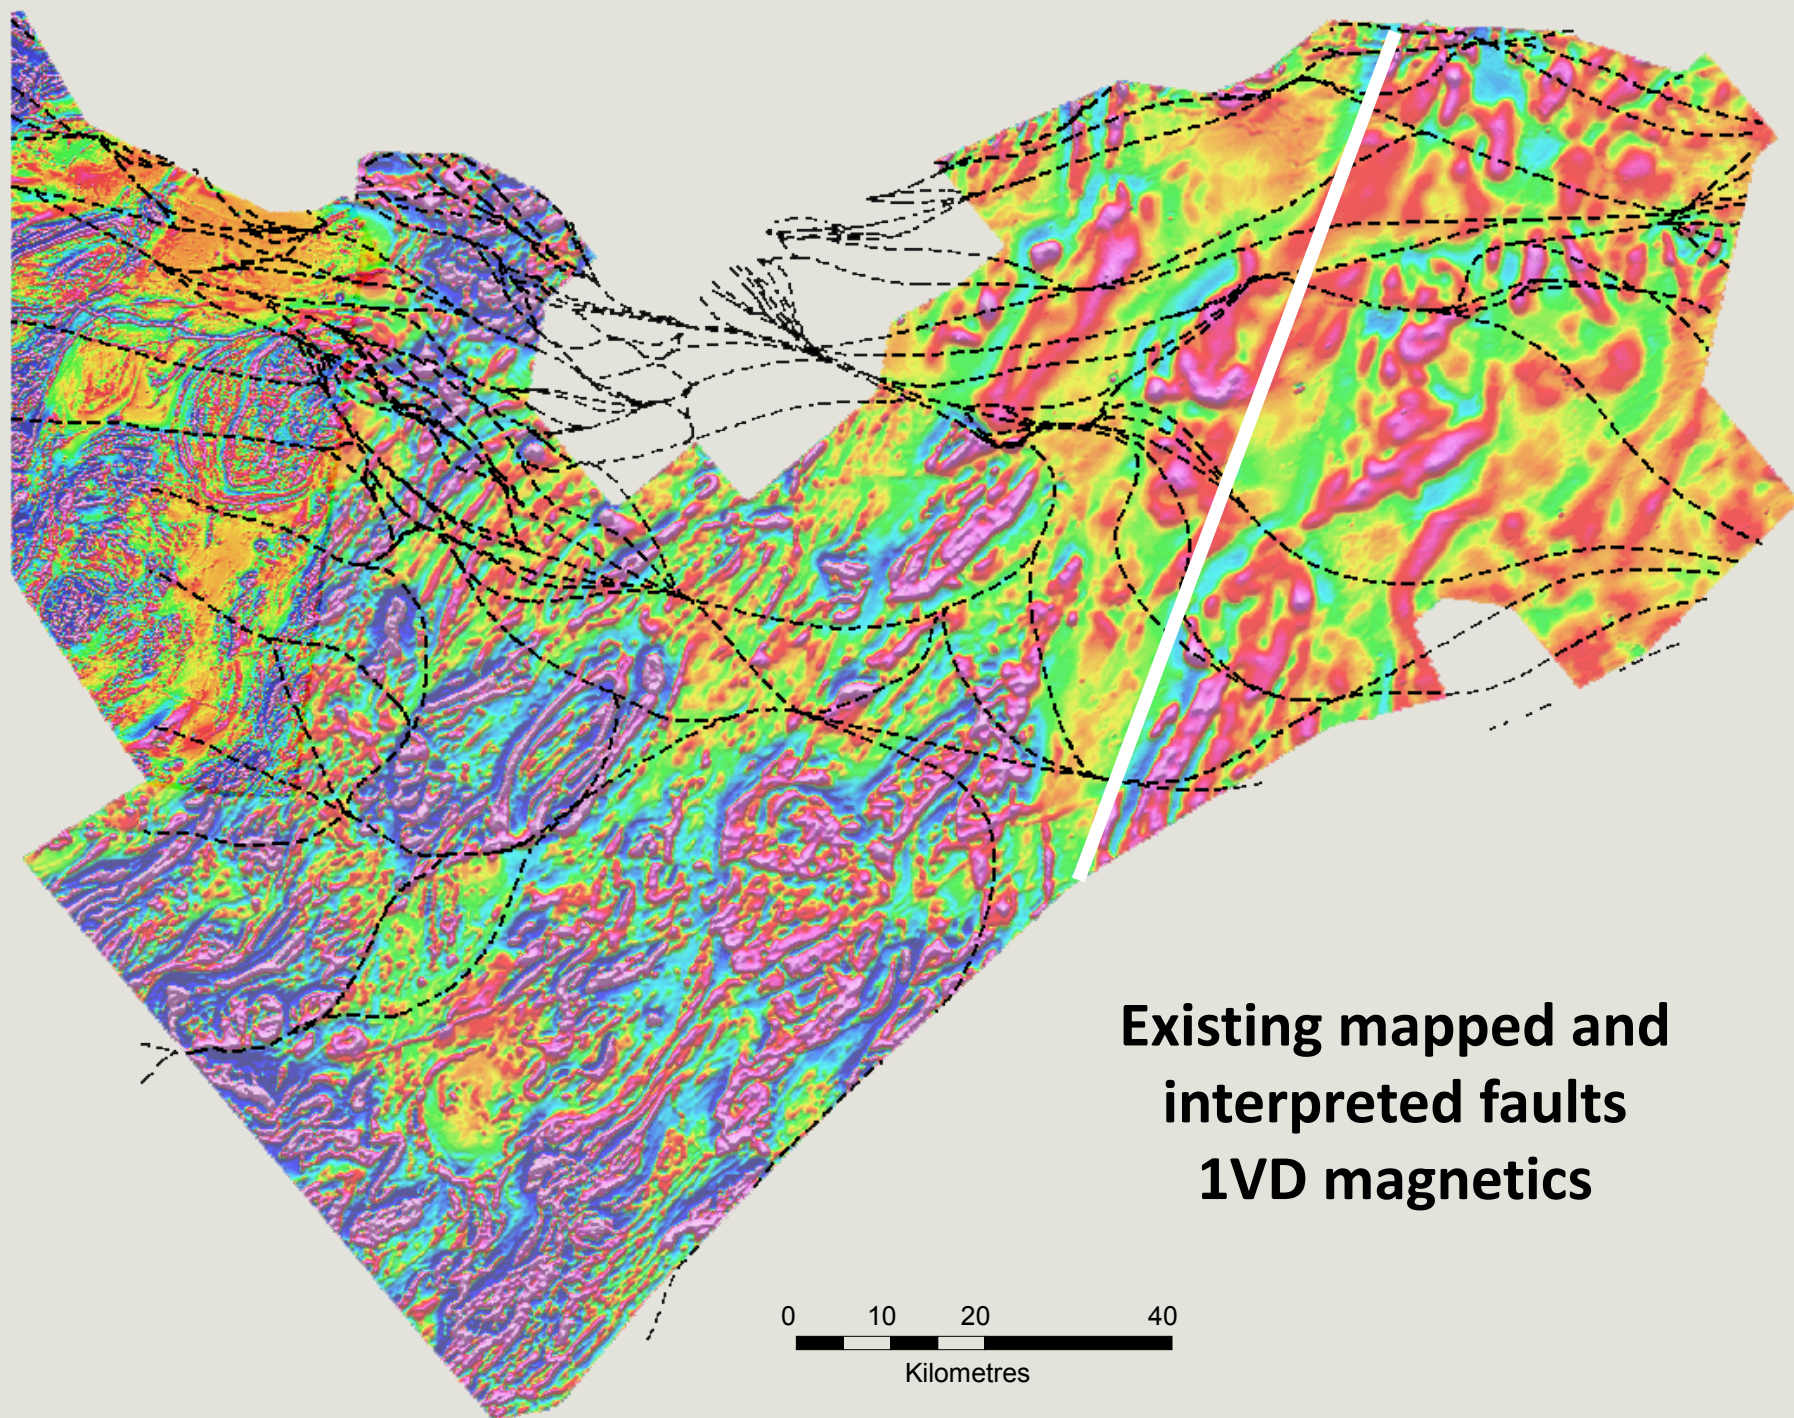 Existing mapped and
interpreted faults
1VD magnetics
0 10 20 40
Kilometres